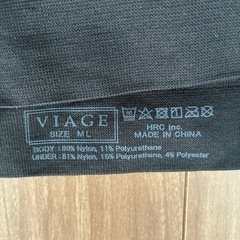 VIAGE
SIZE ML
HRC Inc.
MADE IN CHINA
BODY : 89% Nylon, 11% Polyurethane
UNDER : 81% Nylon, 15% Polyurethane, 4% Polyester